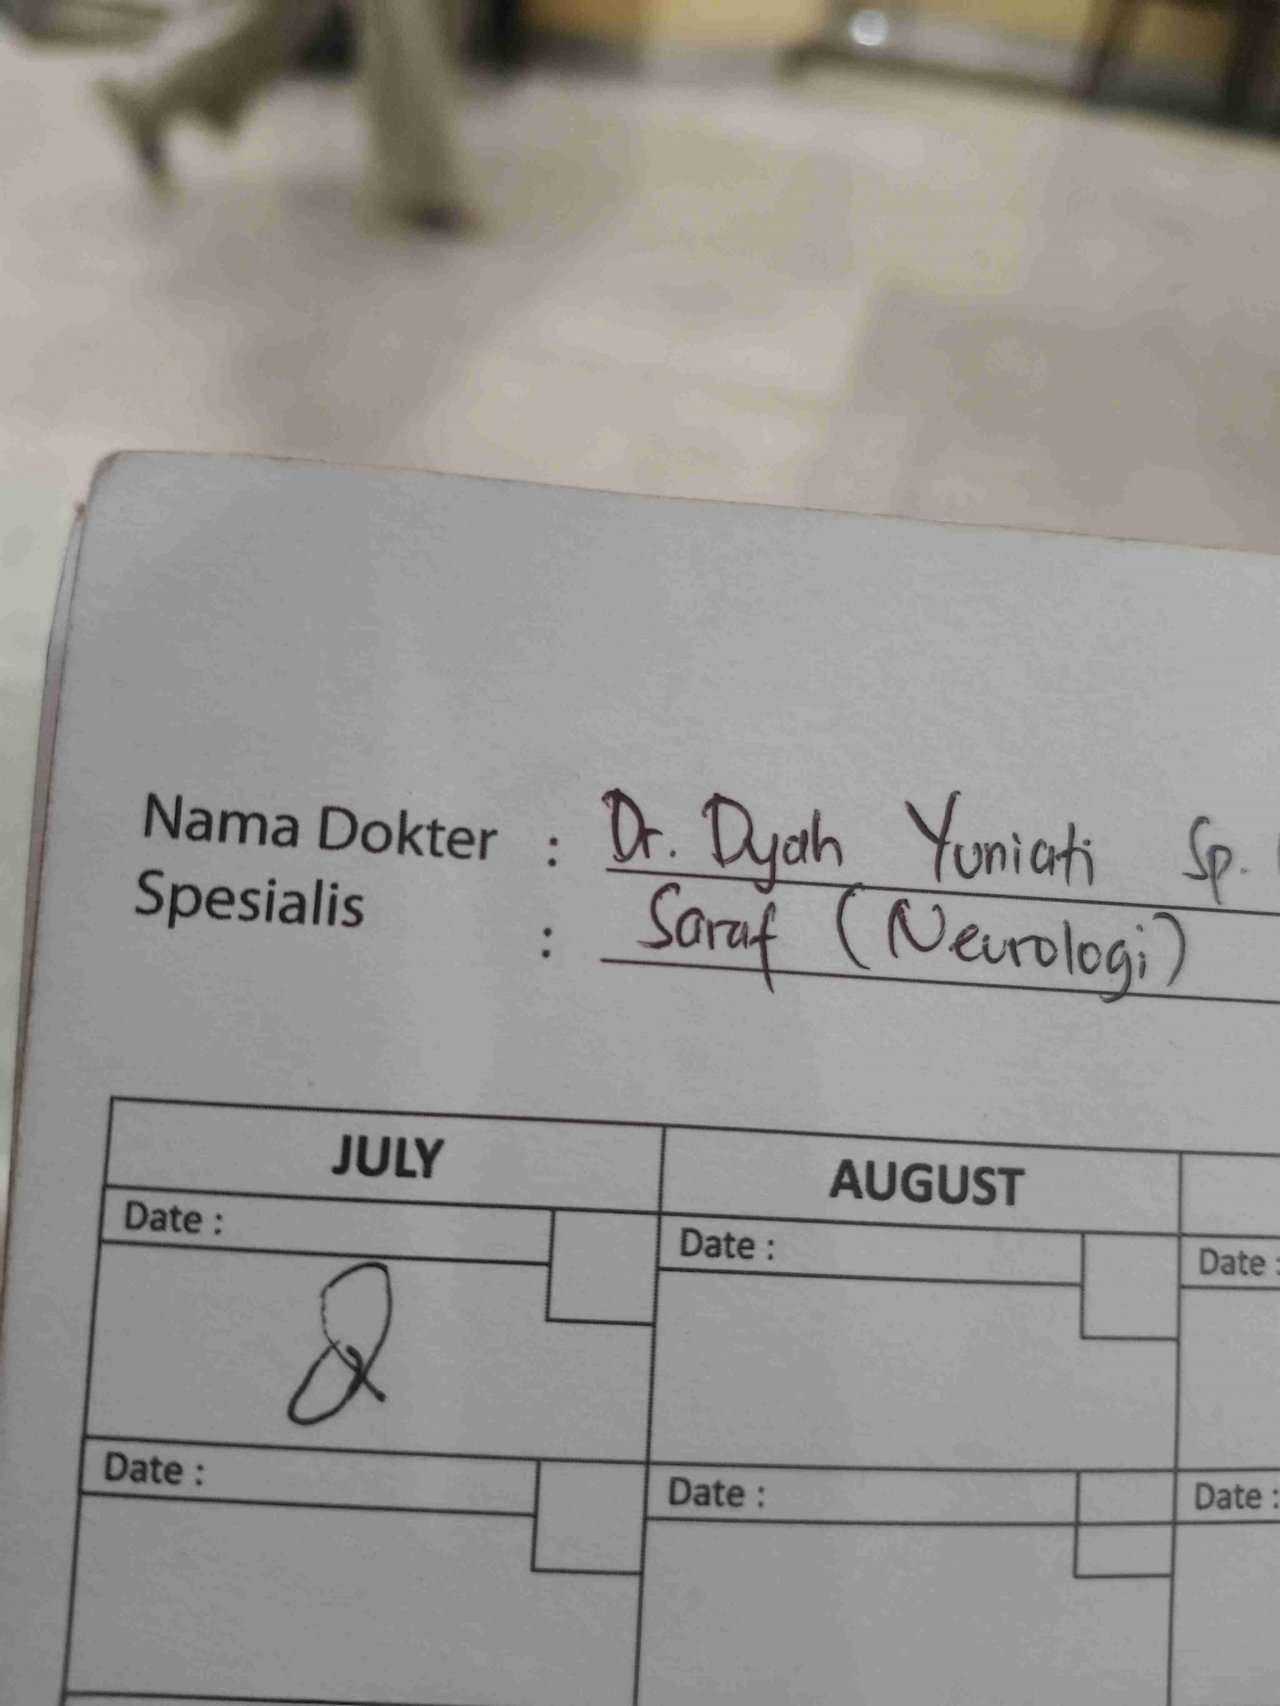 Nama Dokter : Dr. Dyah Yuniati Sp.
Spesialis : Saraf (Neurologi)
JULY AUGUST
Date : Date : Date :
Date : Date : Date :